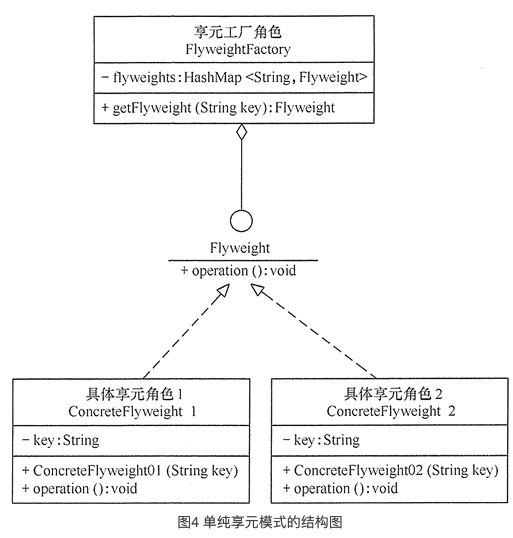 享元工厂角色
FlyweightFactory
- flyweights:HashMap <String,Flyweight>
+ getFlyweight (String key):Flyweight
Flyweight
+ operation ():void
具体享元角色1
ConcreteFlyweight 1
- key:String
+ ConcreteFlyweight01 (String key)
+ operation ():void
具体享元角色2
ConcreteFlyweight 2
- key:String
+ ConcreteFlyweight02 (String key)
+ operation ():void
图4 单纯享元模式的结构图